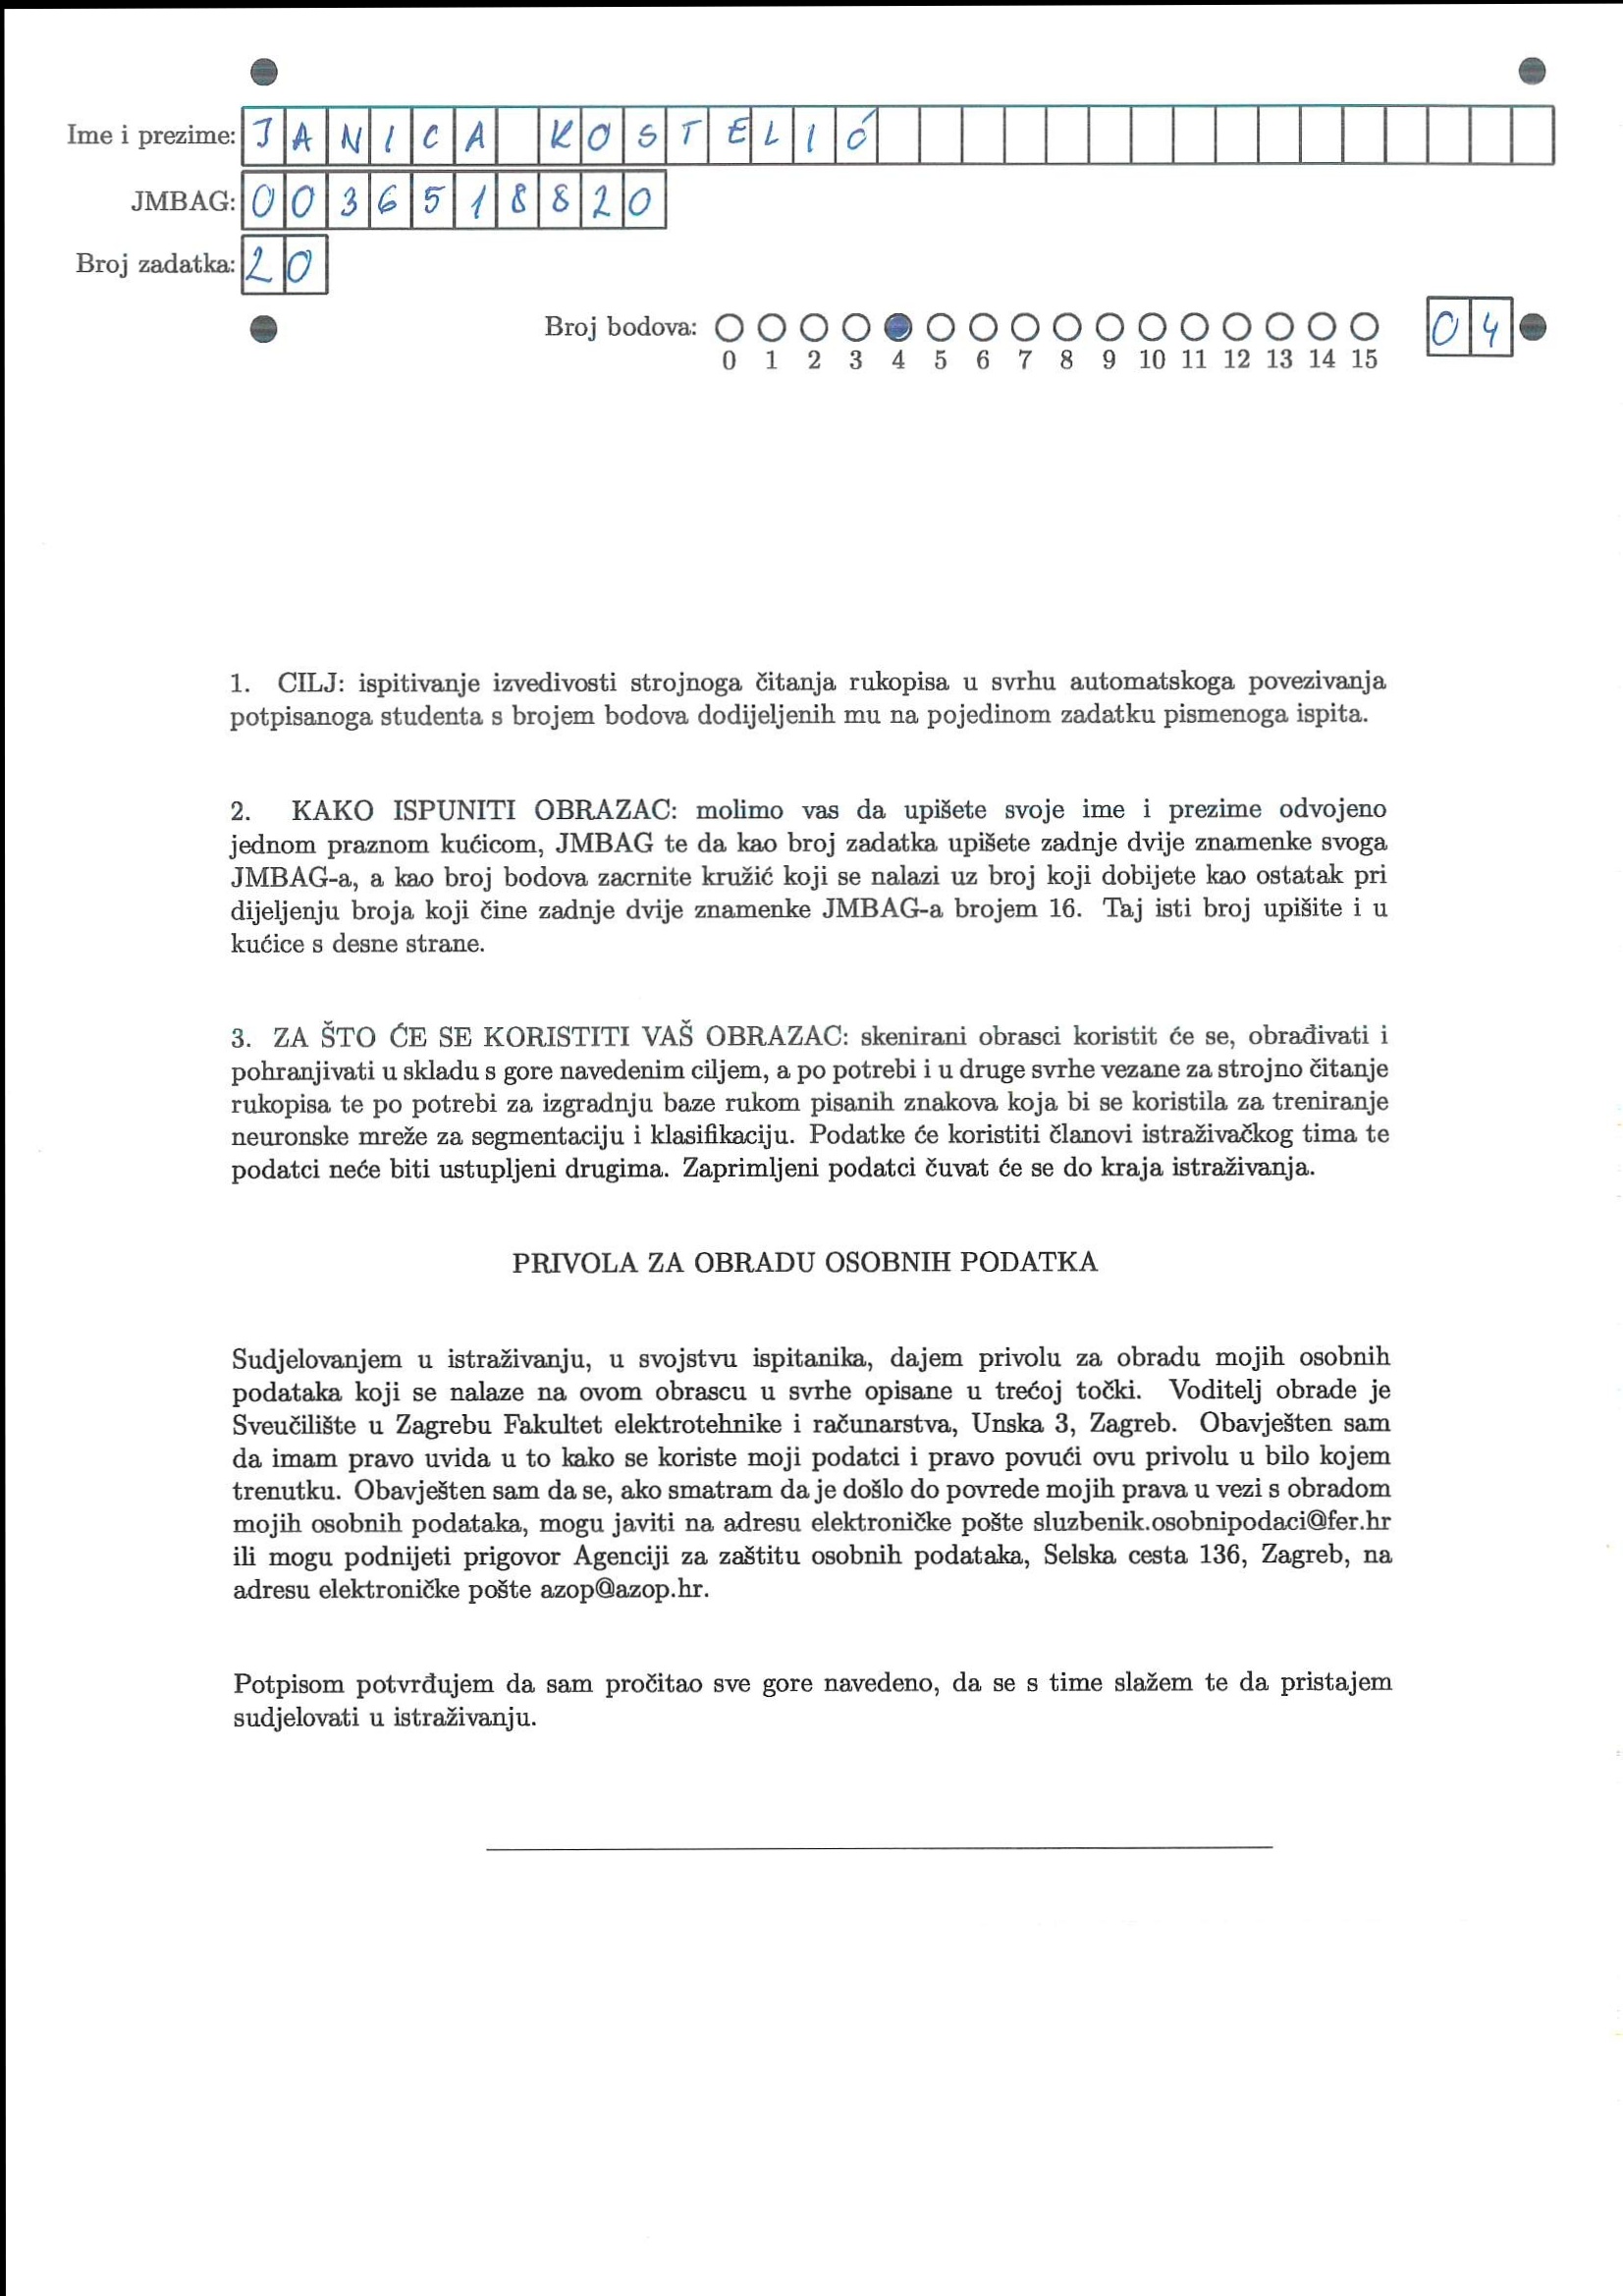 Ime i prezime: JANICA KOSTELIĆ
JMBAG: 0036518820
Broj zadatka: 20
Broj bodova: 04
0 1 2 3 4 5 6 7 8 9 10 11 12 13 14 15
1. CILJ: ispitivanje izvedivosti strojnoga čitanja rukopisa u svrhu automatskoga povezivanja
potpisanoga studenta s brojem bodova dodijeljenih mu na pojedinom zadatku pismenoga ispita.
2. KAKO ISPUNITI OBRAZAC: molimo vas da upišete svoje ime i prezime odvojeno
jednom praznom kućicom, JMBAG te da kao broj zadatka upišete zadnje dvije znamenke svoga
JMBAG-a, a kao broj bodova zacrnite kružić koji se nalazi uz broj koji dobijete kao ostatak pri
dijeljenju broja koji čine zadnje dvije znamenke JMBAG-a brojem 16. Taj isti broj upišite i u
kućice s desne strane.
3. ZA ŠTO ĆE SE KORISTITI VAŠ OBRAZAC: skenirani obrasci koristit će se, obrađivati i
pohranjivati u skladu s gore navedenim ciljem, a po potrebi i u druge svrhe vezane za strojno čitanje
rukopisa te po potrebi za izgradnju baze rukom pisanih znakova koja bi se koristila za treniranje
neuronske mreže za segmentaciju i klasifikaciju. Podatke će koristiti članovi istraživačkog tima te
podatci neće biti ustupljeni drugima. Zaprimljeni podatci čuvat će se do kraja istraživanja.
PRIVOLA ZA OBRADU OSOBNIH PODATKA
Sudjelovanjem u istraživanju, u svojstvu ispitanika, dajem privolu za obradu mojih osobnih
podataka koji se nalaze na ovom obrascu u svrhe opisane u trećoj točki. Voditelj obrade je
Sveučilište u Zagrebu Fakultet elektrotehnike i računarstva, Unska 3, Zagreb. Obavješten sam
da imam pravo uvida u to kako se koriste moji podatci i pravo povući ovu privolu u bilo kojem
trenutku. Obavješten sam da se, ako smatram da je došlo do povrede mojih prava u vezi s obradom
mojih osobnih podataka, mogu javiti na adresu elektroničke pošte sluzbenik.osobnipodaci@fer.hr
ili mogu podnijeti prigovor Agenciji za zaštitu osobnih podataka, Selska cesta 136, Zagreb, na
adresu elektroničke pošte azop@azop.hr.
Potpisom potvrđujem da sam pročitao sve gore navedeno, da se s time slažem te da pristajem
sudjelovati u istraživanju.